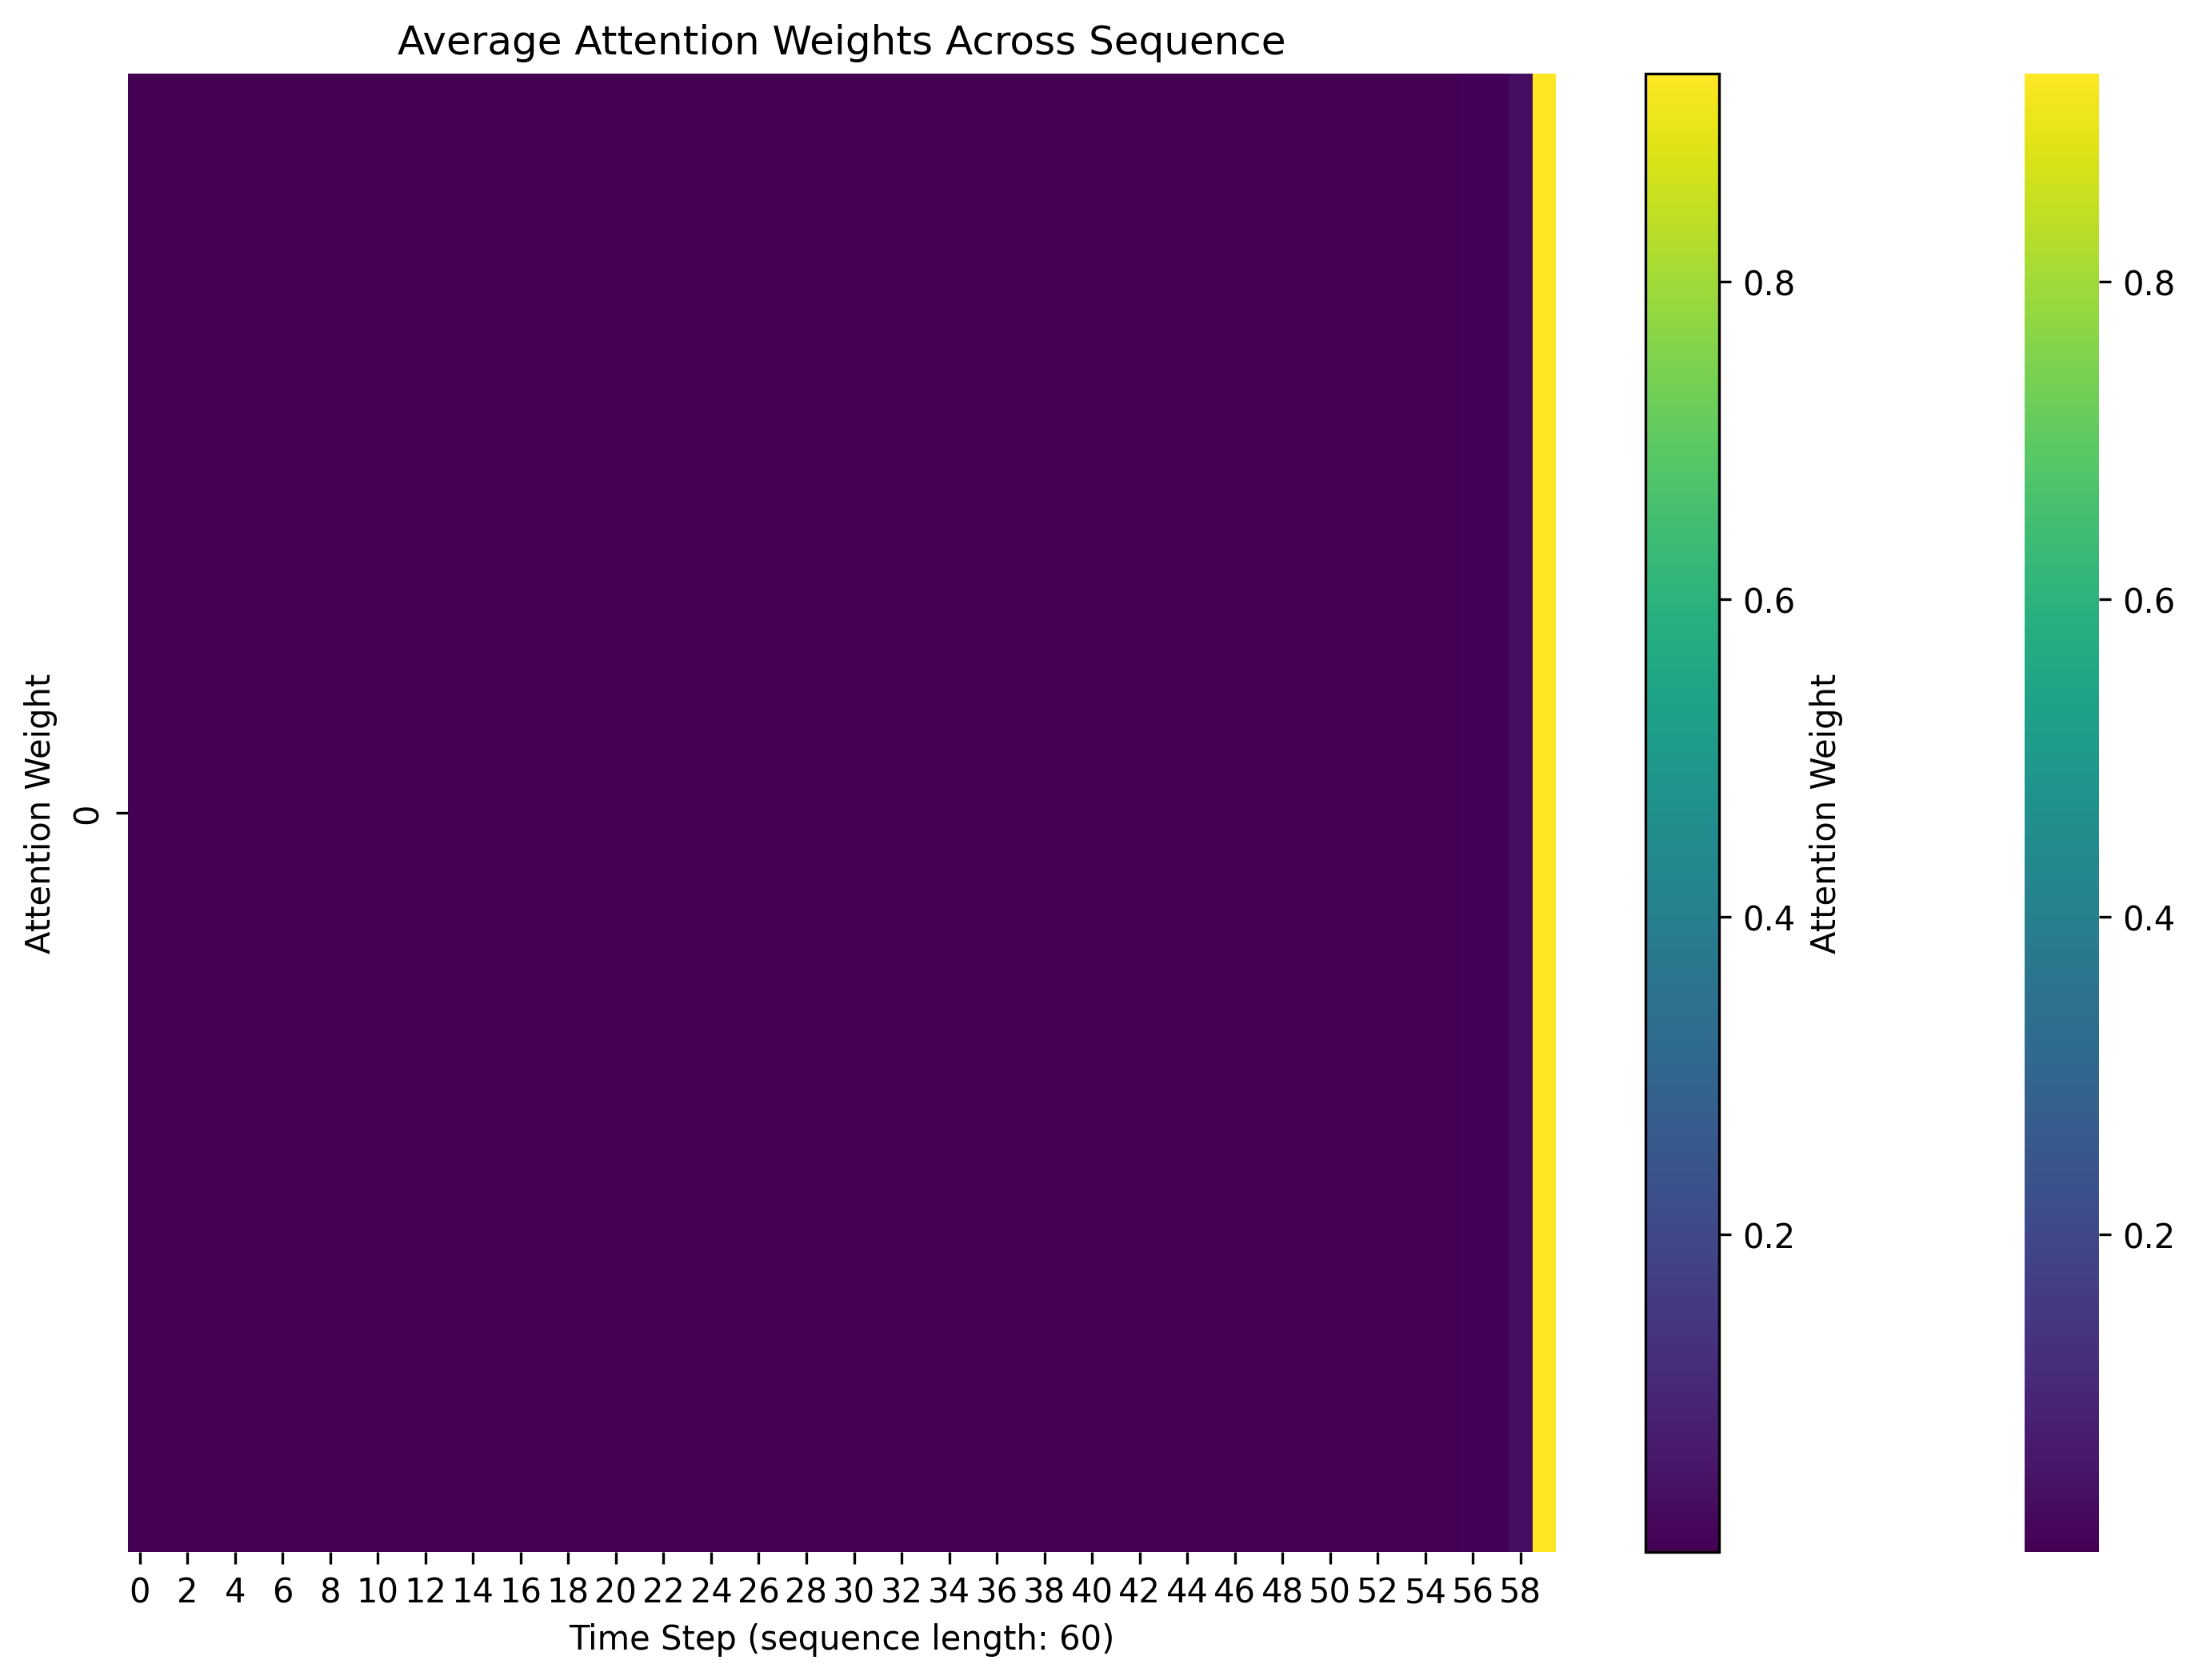 Average Attention Weights Across Sequence
Attention Weight
0
0 2 4 6 8 10 12 14 16 18 20 22 24 26 28 30 32 34 36 38 40 42 44 46 48 50 52 54 56 58
Time Step (sequence length: 60)
0.8
0.6
0.4
0.2
Attention Weight
0.8
0.6
0.4
0.2